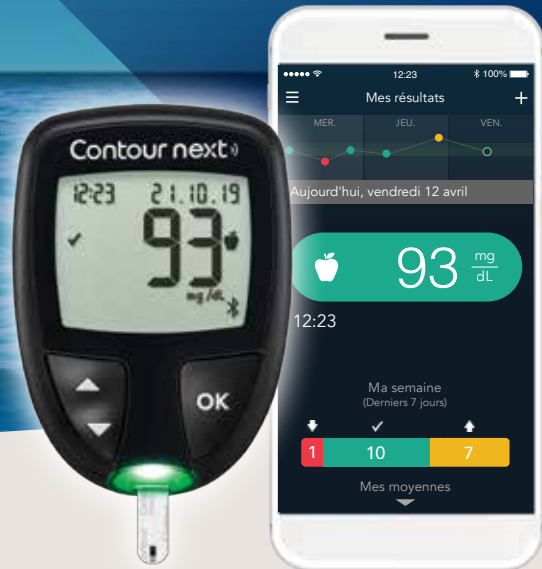 Contour next
12:23 21.10.19
93
mg/dL
OK
12:23
100%
Mes résultats
MER. JEU. VEN.
Aujourd'hui, vendredi 12 avril
93 mg
dL
12:23
Ma semaine
(Derniers 7 jours)
1 10 7
Mes moyennes